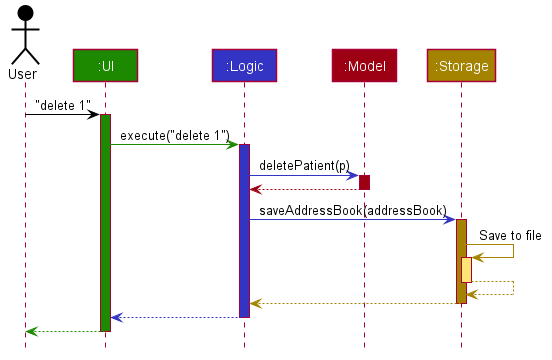 User
:UI
:Logic
:Model
:Storage
"delete 1"
execute("delete 1")
deletePatient(p)
saveAddressBook(addressBook)
Save to file